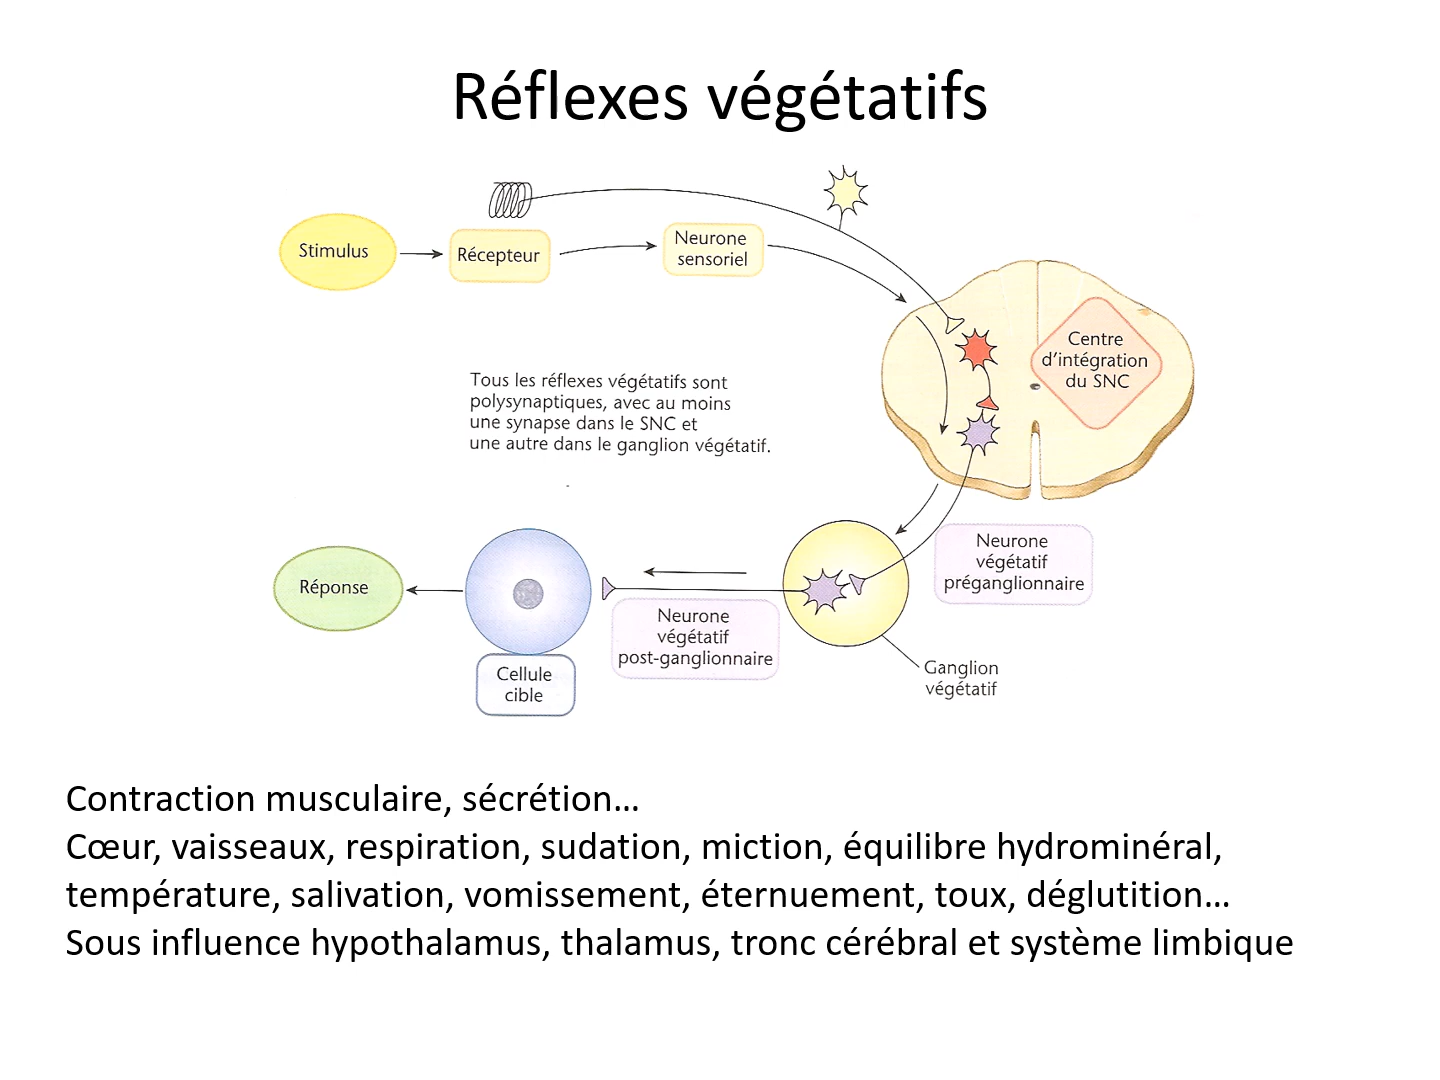 Réflexes végétatifs
Stimulus
Récepteur
Neurone
sensoriel
Centre
d'intégration
du SNC
Tous les réflexes végétatifs sont
polysynaptiques, avec au moins
une synapse dans le SNC et
une autre dans le ganglion végétatif.
Neurone
végétatif
préganglionnaire
Réponse
Neurone
végétatif
post-ganglionnaire
Cellule
cible
Ganglion
végétatif
Contraction musculaire, sécrétion…
Cœur, vaisseaux, respiration, sudation, miction, équilibre hydrominéral,
température, salivation, vomissement, éternuement, toux, déglutition…
Sous influence hypothalamus, thalamus, tronc cérébral et système limbique